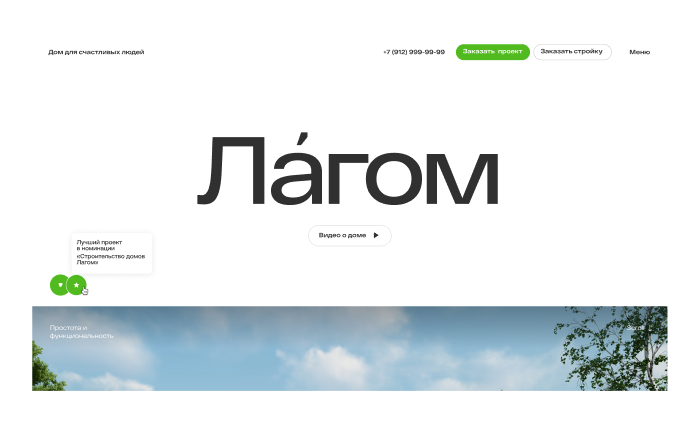 Дом для счастливых людей
+7 (912) 999-99-99
Заказать проект
Заказать стройку
Меню
Ла́гом
Видео о доме
Лучший проект
в номинации
«Строительство домов
Лагом»
Простота и
функциональность